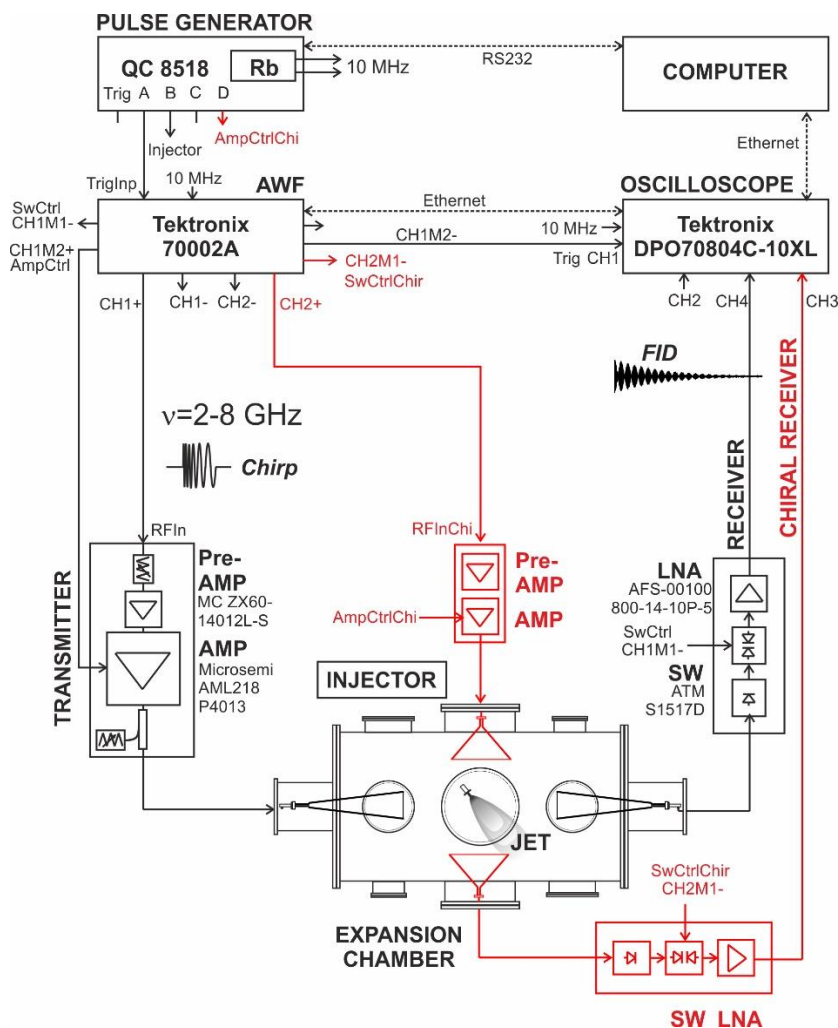 PULSE GENERATOR
QC 8518
Rb
Trig A B C D
10 MHz
RS232
COMPUTER
AmpCtrlChi
Injector
Ethernet
TrigInp
10 MHz
AWF
Ethernet
OSCILLOSCOPE
SwCtrl
CH1M1-
Tektronix
70002A
CH1M2+
AmpCtrl
CH1M2-
10 MHz
Trig CH1
Tektronix
DPO70804C-10XL
CH2M1-
SwCtrlChir
CH1+
CH1-
CH2-
CH2+
CH2
CH4
CH3
FID
ν=2-8 GHz
Chirp
CHIRAL RECEIVER
RECEIVER
RFIn
RFInChi
TRANSMITTER
Pre-
AMP
MC ZX60-
14012L-S
AMP
Microsemi
AML218
P4013
Pre-
AMP
AmpCtrlChi
AMP
LNA
AFS-00100
800-14-10P-5
SwCtrl
CH1M1-
SW
ATM
S1517D
INJECTOR
JET
EXPANSION
CHAMBER
SwCtrlChir
CH2M1-
SW LNA